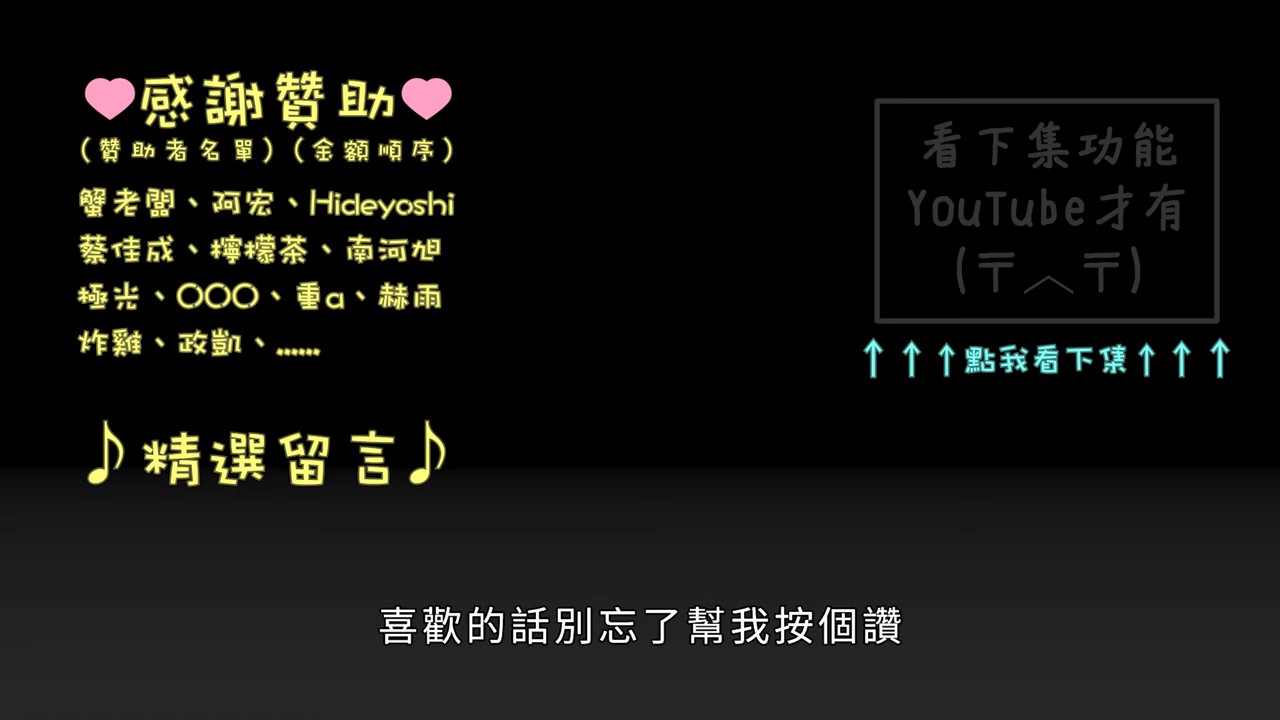 感謝贊助
(贊助者名單)(金額順序)
蟹老闆、阿宏、Hideyoshi
蔡佳成、檸檬茶、南河旭
極光、OOO、重a、赫雨
炸雞、政凱、......
♪精選留言♪
看下集功能
YouTube才有
(〒︿〒)
↑↑↑點我看下集↑↑↑
喜歡的話別忘了幫我按個讚